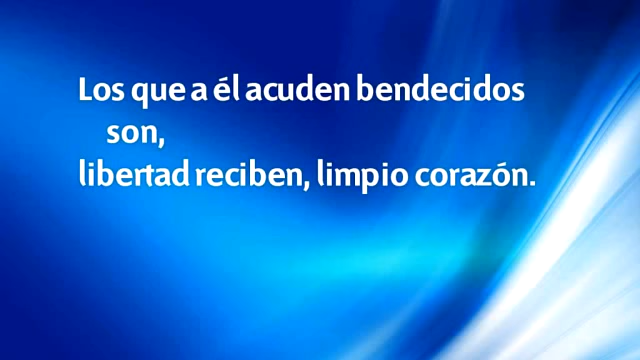 Los que a él acuden bendecidos
son,
libertad reciben, limpio corazón.